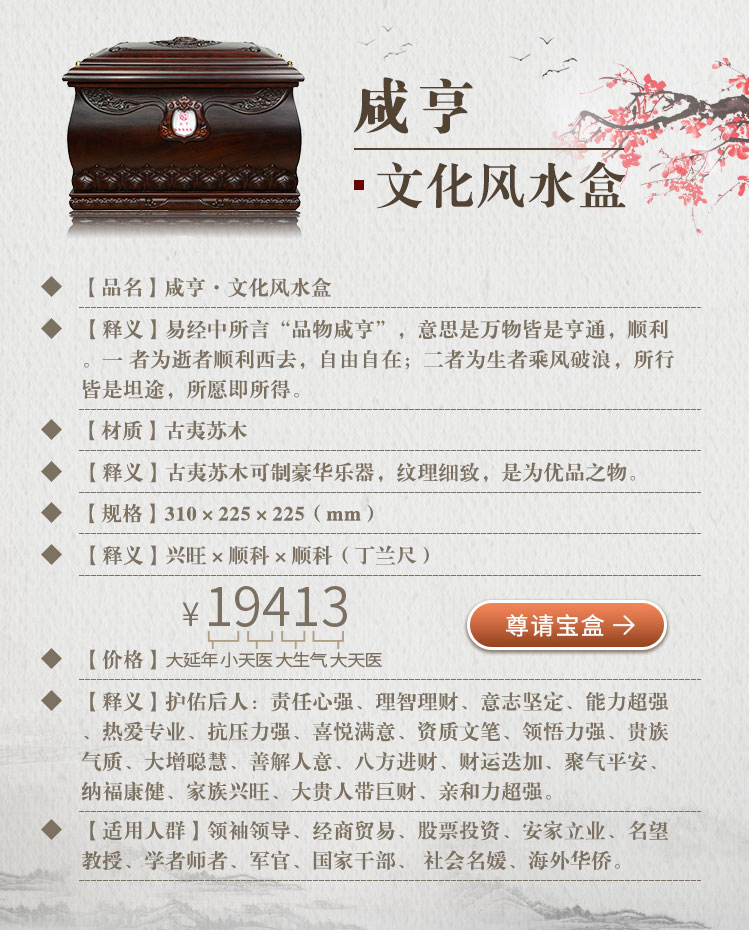 咸亨
文化风水盒
【品名】咸亨·文化风水盒
【释义】易经中所言“品物咸亨”，意思是万物皆是亨通，顺利
。一 者为逝者顺利西去，自由自在；二者为生者乘风破浪，所行
皆是坦途，所愿即所得。
【材质】古夷苏木
【释义】古夷苏木可制豪华乐器，纹理细致，是为优品之物。
【规格】310×225×225（mm）
【释义】兴旺×顺科×顺科（丁兰尺）
¥19413
尊请宝盒→
【价格】大延年 小天医 大生气 大天医
【释义】护佑后人：责任心强、理智理财、意志坚定、能力超强
、热爱专业、抗压力强、喜悦满意、资质文笔、领悟力强、贵族
气质、大增聪慧、善解人意、八方进财、财运迭加、聚气平安、
纳福康健、家族兴旺、大贵人带巨财、亲和力超强。
【适用人群】领袖领导、经商贸易、股票投资、安家立业、名望
教授、学者师者、军官、国家干部、 社会名媛、海外华侨。